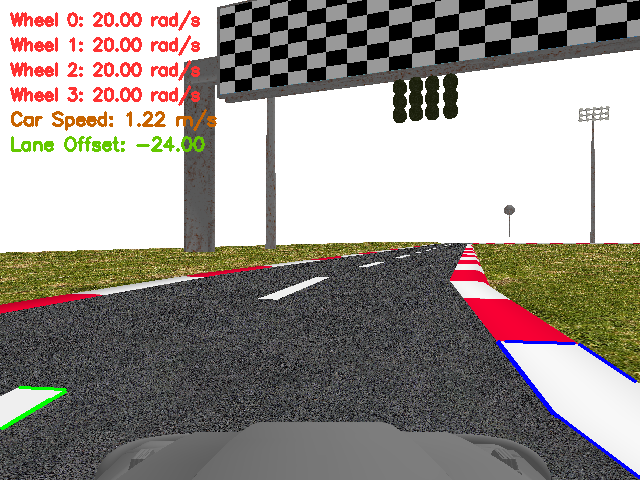 Wheel 0: 20.00 rad/s
Wheel 1: 20.00 rad/s
Wheel 2: 20.00 rad/s
Wheel 3: 20.00 rad/s
Car Speed: 1.22 m/s
Lane Offset: -24.00